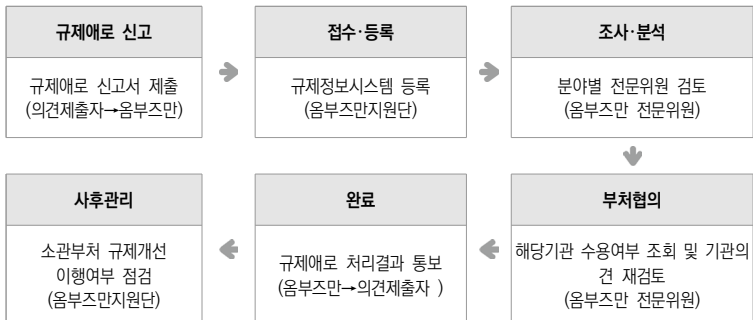 규제애로 신고
규제애로 신고서 제출
(의견제출자→옴부즈만)
접수·등록
규제정보시스템 등록
(옴부즈만지원단)
조사·분석
분야별 전문위원 검토
(옴부즈만 전문위원)
부처협의
해당기관 수용여부 조회 및 기관의
견 재검토
(옴부즈만 전문위원)
완료
규제애로 처리결과 통보
(옴부즈만→의견제출자 )
사후관리
소관부처 규제개선
이행여부 점검
(옴부즈만지원단)